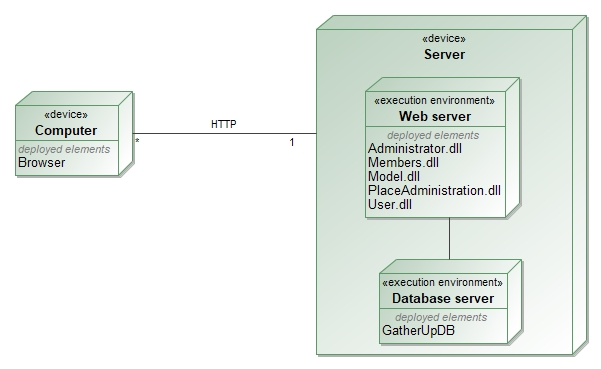 «device»
Computer
deployed elements
Browser
HTTP
*
1
«device»
Server
«execution environment»
Web server
deployed elements
Administrator.dll
Members.dll
Model.dll
PlaceAdministration.dll
User.dll
«execution environment»
Database server
deployed elements
GatherUpDB